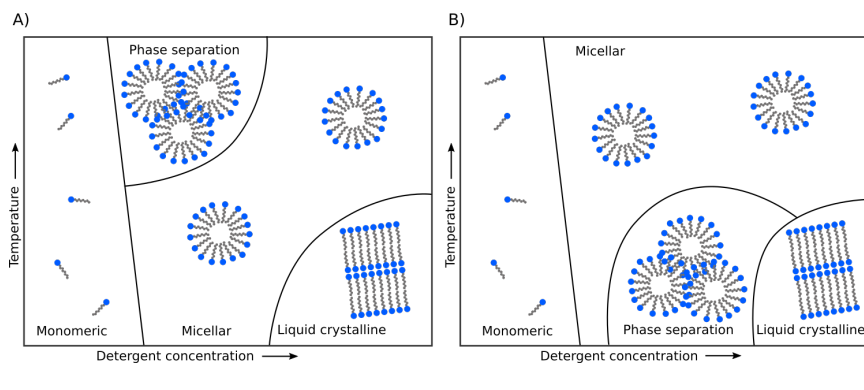 A)
Phase separation
Temperature
Monomeric
Micellar
Liquid crystalline
Detergent concentration
B)
Micellar
Temperature
Monomeric
Phase separation
Liquid crystalline
Detergent concentration